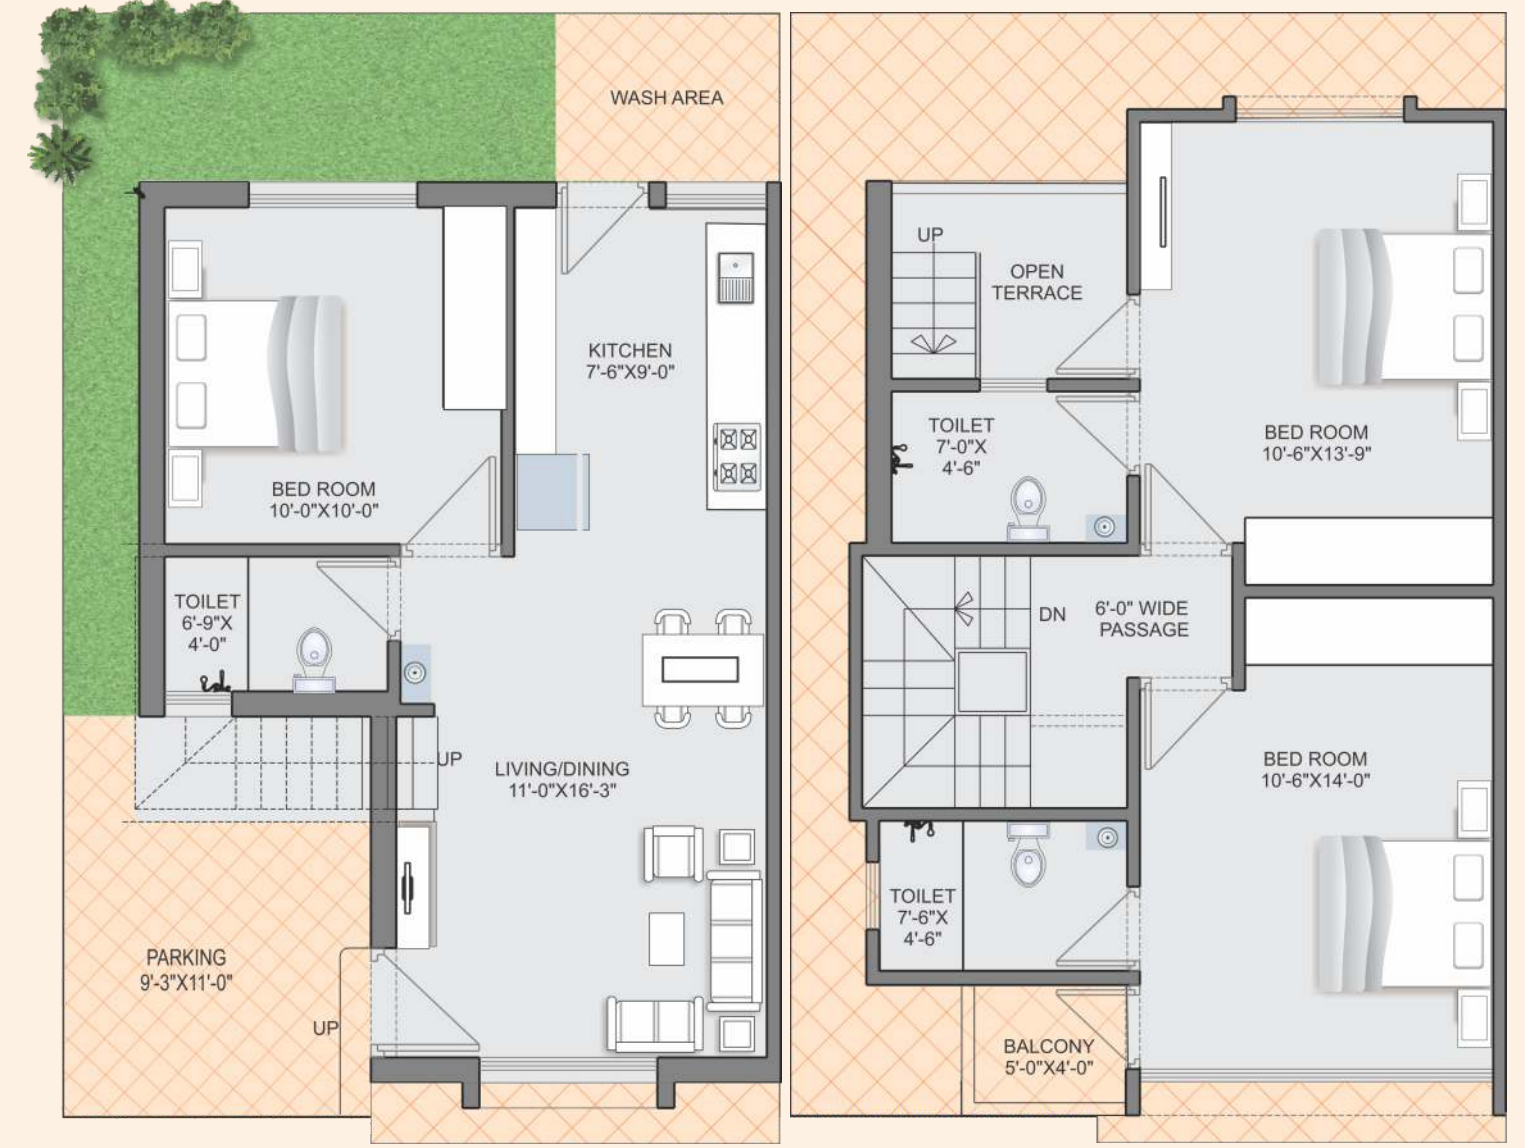 WASH AREA
KITCHEN
7'-6"X9'-0"
BED ROOM
10'-0"X10'-0"
TOILET
6'-9"X
4'-0"
UP
LIVING/DINING
11'-0"X16'-3"
PARKING
9'-3"X11'-0"
UP
UP
OPEN
TERRACE
TOILET
7'-0"X
4'-6"
BED ROOM
10'-6"X13'-9"
DN
6'-0" WIDE
PASSAGE
BED ROOM
10'-6"X14'-0"
TOILET
7'-6"X
4'-6"
BALCONY
5'-0"X4'-0"